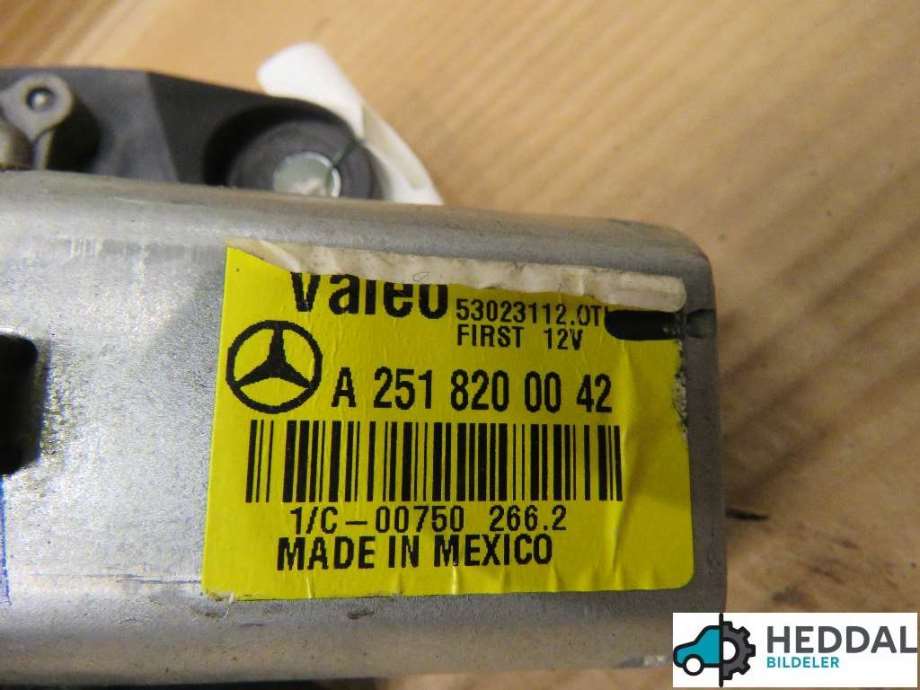 Valeo
53023112.OT
FIRST 12V
A 251 820 00 42
1/C-00750 266.2
MADE IN MEXICO
HEDDAL
BILDELER